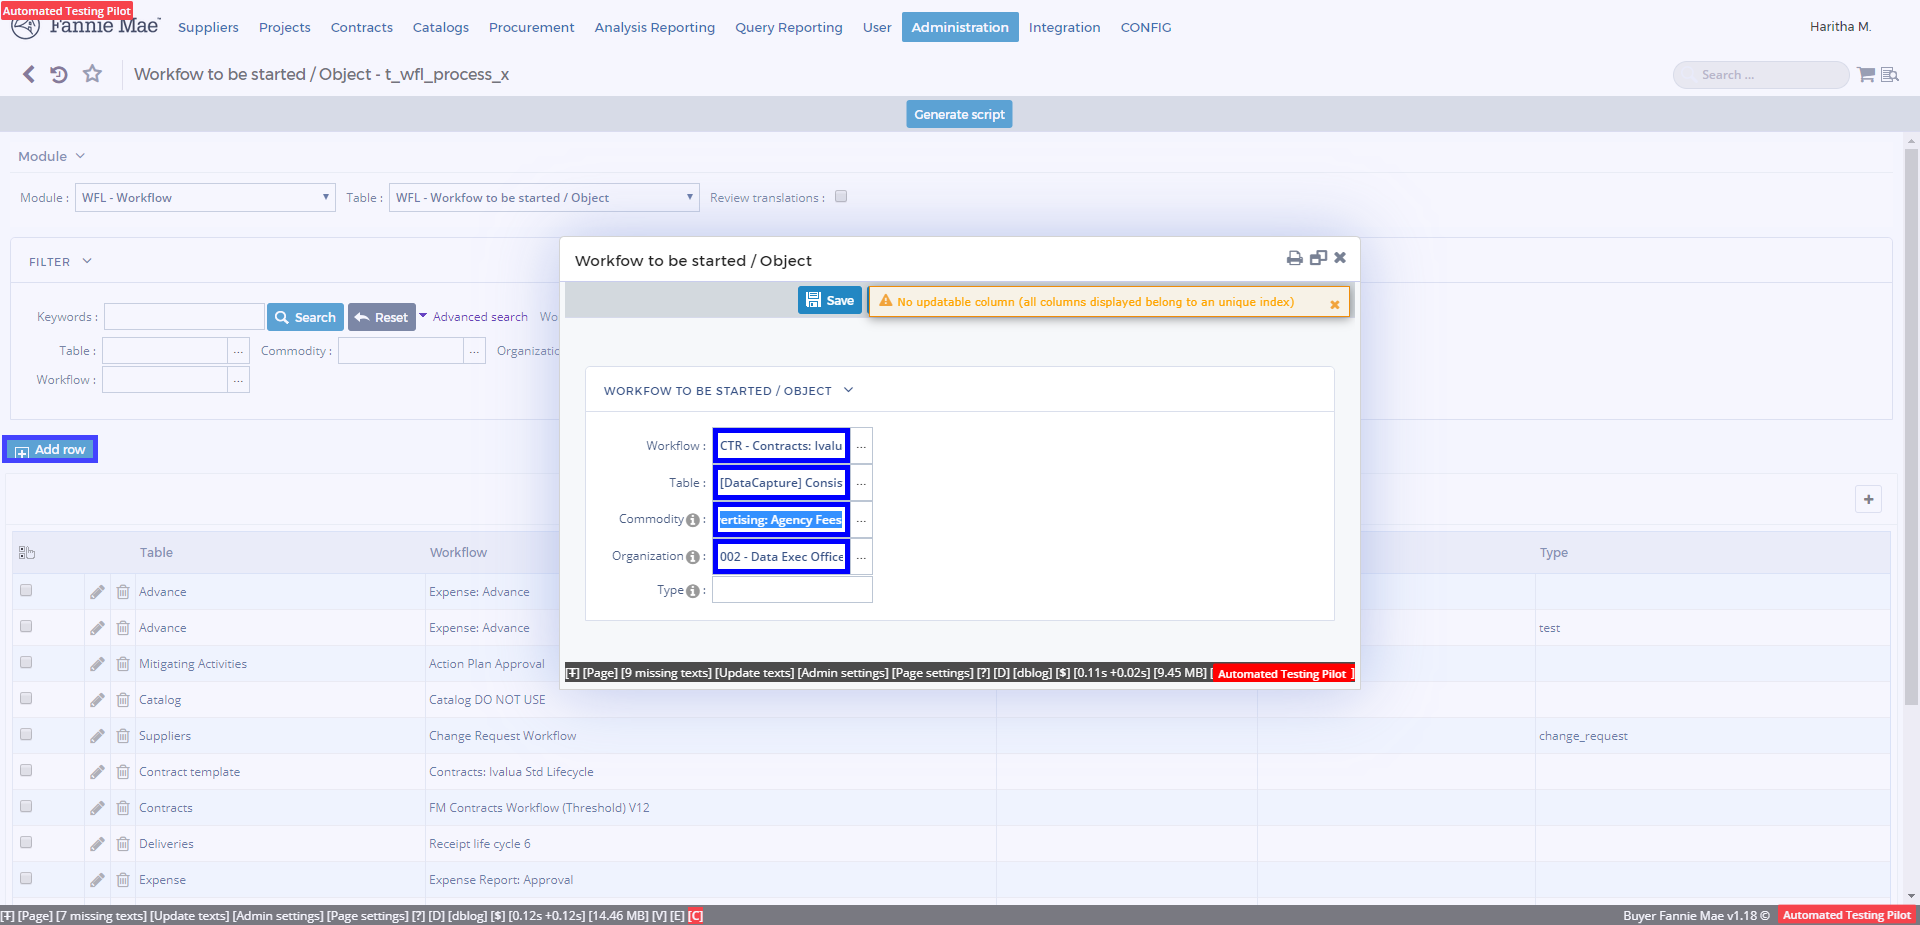 Automated Testing Pilot
Fannie Mae
Suppliers Projects Contracts Catalogs Procurement Analysis Reporting Query Reporting User Administration Integration CONFIG
Haritha M.
Workfow to be started / Object - t_wfl_process_x
Search ...
Generate script
Module
Module : WFL - Workflow Table : WFL - Workfow to be started / Object Review translations :
FILTER
Keywords : Search Reset Advanced search Wo
Table : ... Commodity : ... Organizatio
Workflow : ...
Add row
Table Workflow Type
Advance Expense: Advance
Advance Expense: Advance test
Mitigating Activities Action Plan Approval
Catalog Catalog DO NOT USE
Suppliers Change Request Workflow change_request
Contract template Contracts: Ivalua Std Lifecycle
Contracts FM Contracts Workflow (Threshold) V12
Deliveries Receipt life cycle 6
Expense Expense Report: Approval
Workfow to be started / Object
Save
No updatable column (all columns displayed belong to an unique index)
WORKFOW TO BE STARTED / OBJECT
Workflow : CTR - Contracts: Ivalu ...
Table : [DataCapture] Consis ...
Commodity : ertising: Agency Fees ...
Organization : 002 - Data Exec Office ...
Type :
[T] [Page] [9 missing texts] [Update texts] [Admin settings] [Page settings] [?] [D] [dblog] [$] [0.11s +0.02s] [9.45 MB] [ Automated Testing Pilot ]
[T] [Page] [7 missing texts] [Update texts] [Admin settings] [Page settings] [?] [D] [dblog] [$] [0.12s +0.12s] [14.46 MB] [V] [E] [C]
Buyer Fannie Mae v1.18 © Automated Testing Pilot